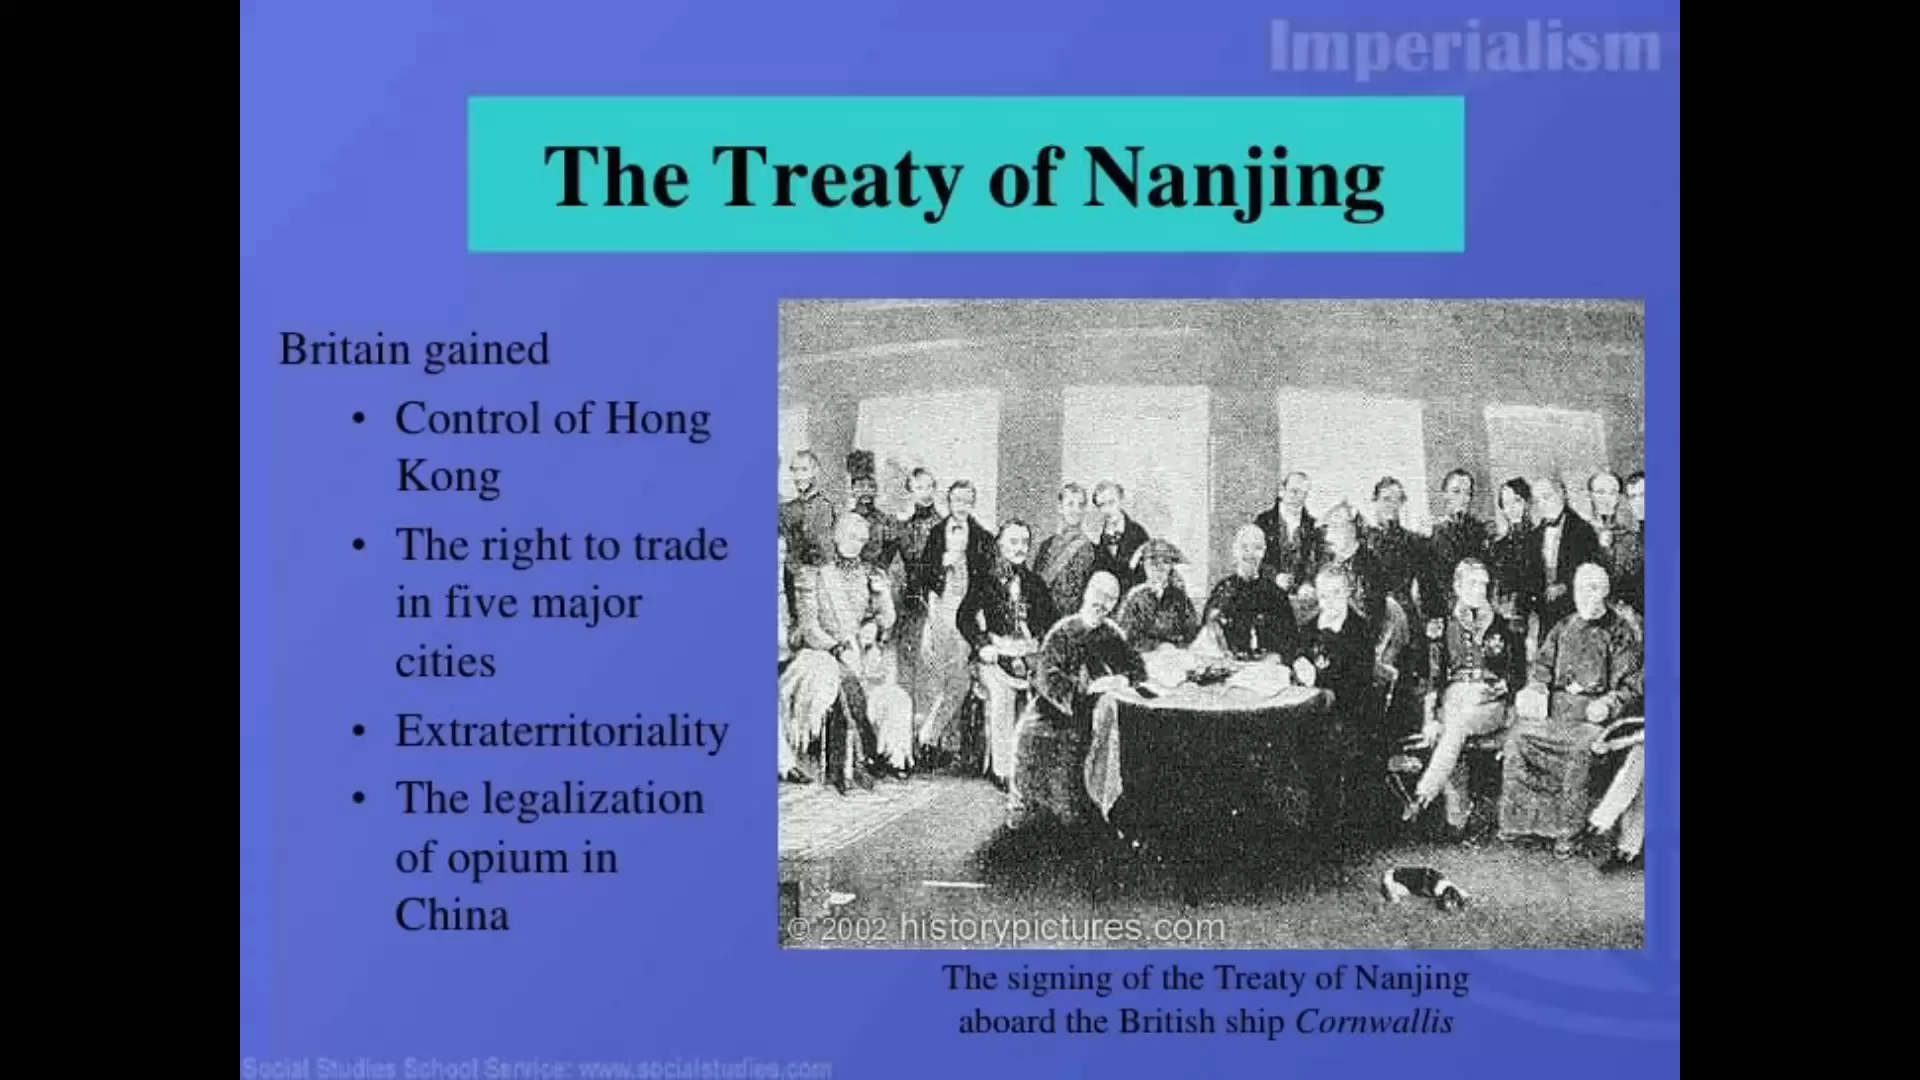 Imperialism
The Treaty of Nanjing
Britain gained
• Control of Hong
Kong
• The right to trade
in five major
cities
• Extraterritoriality
• The legalization
of opium in
China
© 2002 historypictures.com
The signing of the Treaty of Nanjing
aboard the British ship Cornwallis
Social Studies School Service: www.socialstudies.com